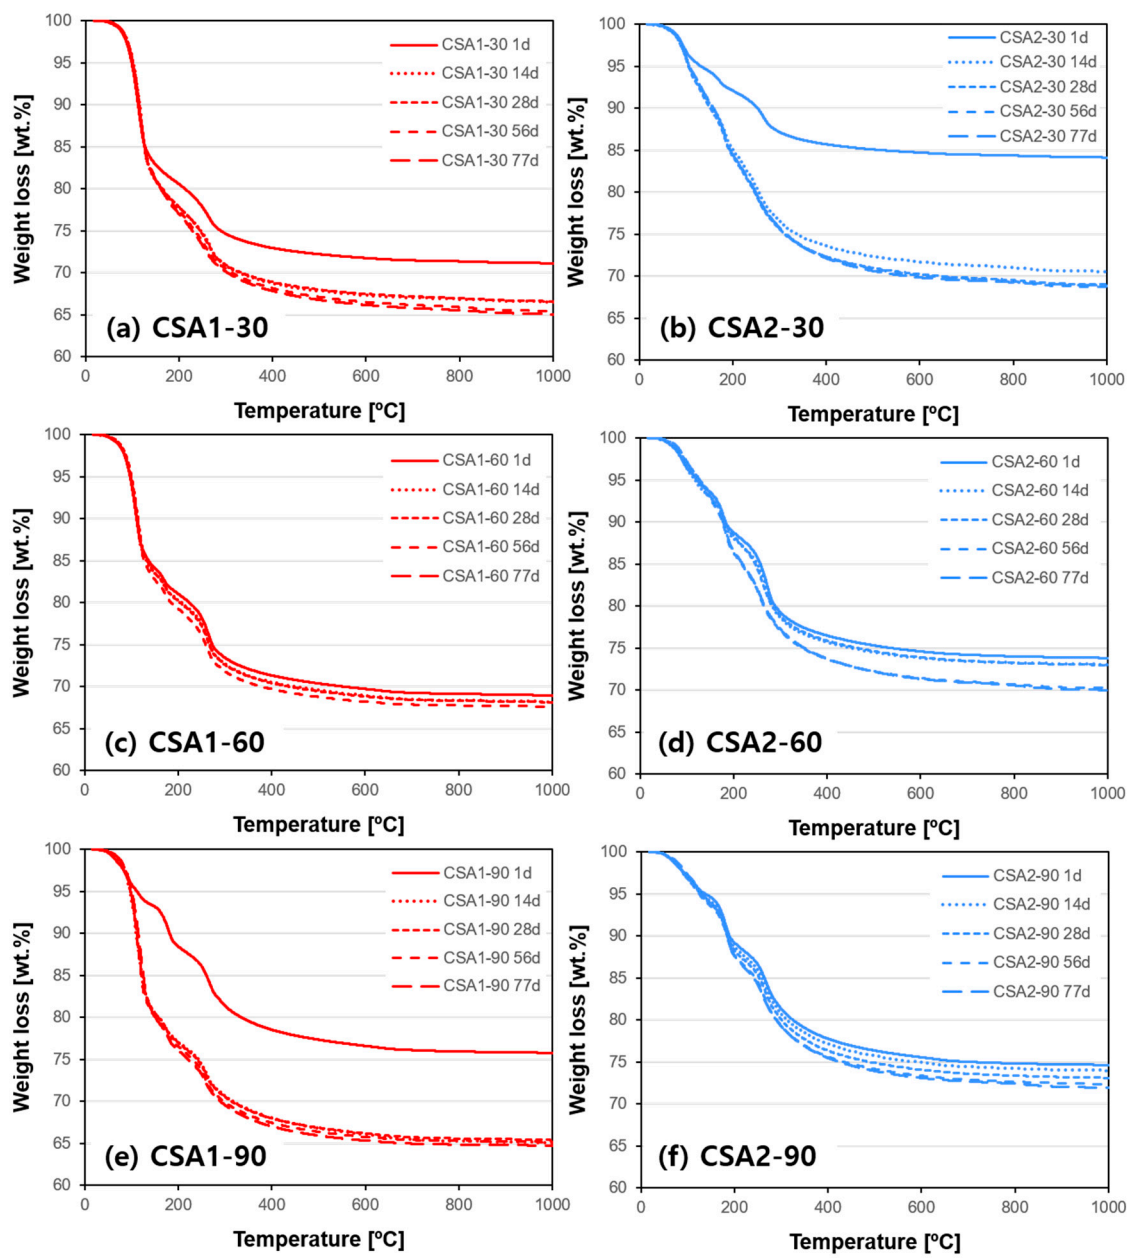 100
95
90
85
80
75
70
65
60
Weight loss [wt.%]
CSA1-30 1d
CSA1-30 14d
CSA1-30 28d
CSA1-30 56d
CSA1-30 77d
(a) CSA1-30
0 200 400 600 800 1000
Temperature [ºC]
100
95
90
85
80
75
70
65
60
Weight loss [wt.%]
CSA2-30 1d
CSA2-30 14d
CSA2-30 28d
CSA2-30 56d
CSA2-30 77d
(b) CSA2-30
0 200 400 600 800 1000
Temperature [ºC]
100
95
90
85
80
75
70
65
60
Weight loss [wt.%]
CSA1-60 1d
CSA1-60 14d
CSA1-60 28d
CSA1-60 56d
CSA1-60 77d
(c) CSA1-60
0 200 400 600 800 1000
Temperature [ºC]
100
95
90
85
80
75
70
65
60
Weight loss [wt.%]
CSA2-60 1d
CSA2-60 14d
CSA2-60 28d
CSA2-60 56d
CSA2-60 77d
(d) CSA2-60
0 200 400 600 800 1000
Temperature [ºC]
100
95
90
85
80
75
70
65
60
Weight loss [wt.%]
CSA1-90 1d
CSA1-90 14d
CSA1-90 28d
CSA1-90 56d
CSA1-90 77d
(e) CSA1-90
0 200 400 600 800 1000
Temperature [ºC]
100
95
90
85
80
75
70
65
60
Weight loss [wt.%]
CSA2-90 1d
CSA2-90 14d
CSA2-90 28d
CSA2-90 56d
CSA2-90 77d
(f) CSA2-90
0 200 400 600 800 1000
Temperature [ºC]